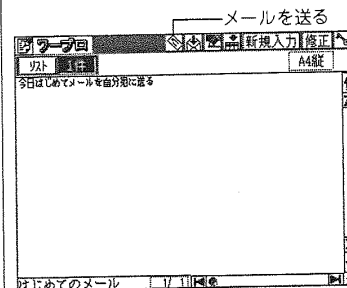 メールを送る
ワープロ 新規入力 修正
リスト 1件 A4縦
今日はじめてメールを自分宛に送る
はじめてのメール 1/ 1